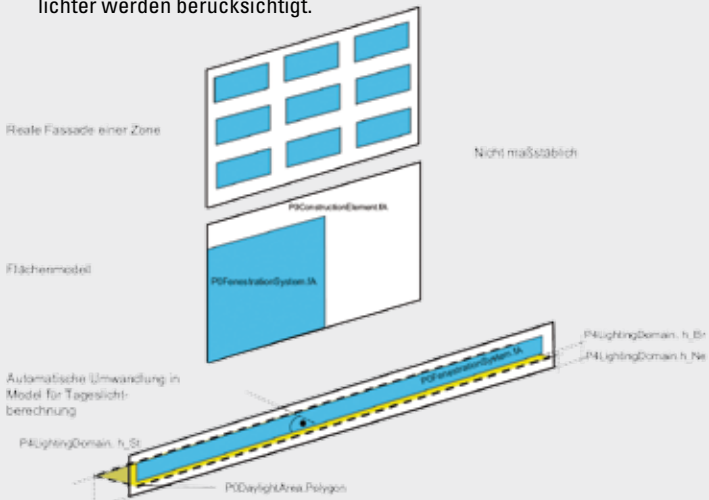 lichter werden berücksichtigt.
Reale Fassade einer Zone
Nicht maßstäblich
P0ConstructionElement.fA
Flächenmodell
P0FenestrationSystem.fA
P4LightingDomain. h_Br
P0FenestrationSystem.fA
P4LightingDomain.h_Ne
Automatische Umwandlung in
Model für Tageslicht-
berechnung
P4LightingDomain. h_St
P0DaylightArea.Polygon